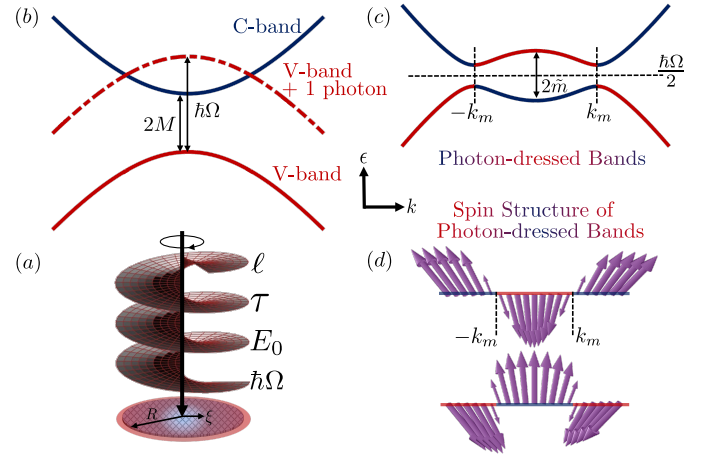 (b)
C-band
V-band
+ 1 photon
2M
ħΩ
V-band
(c)
ħΩ/2
2m̃
−k_m
k_m
Photon-dressed Bands
ϵ
k
(a)
ℓ
τ
E_0
ħΩ
R
ξ
Spin Structure of
Photon-dressed Bands
(d)
−k_m
k_m